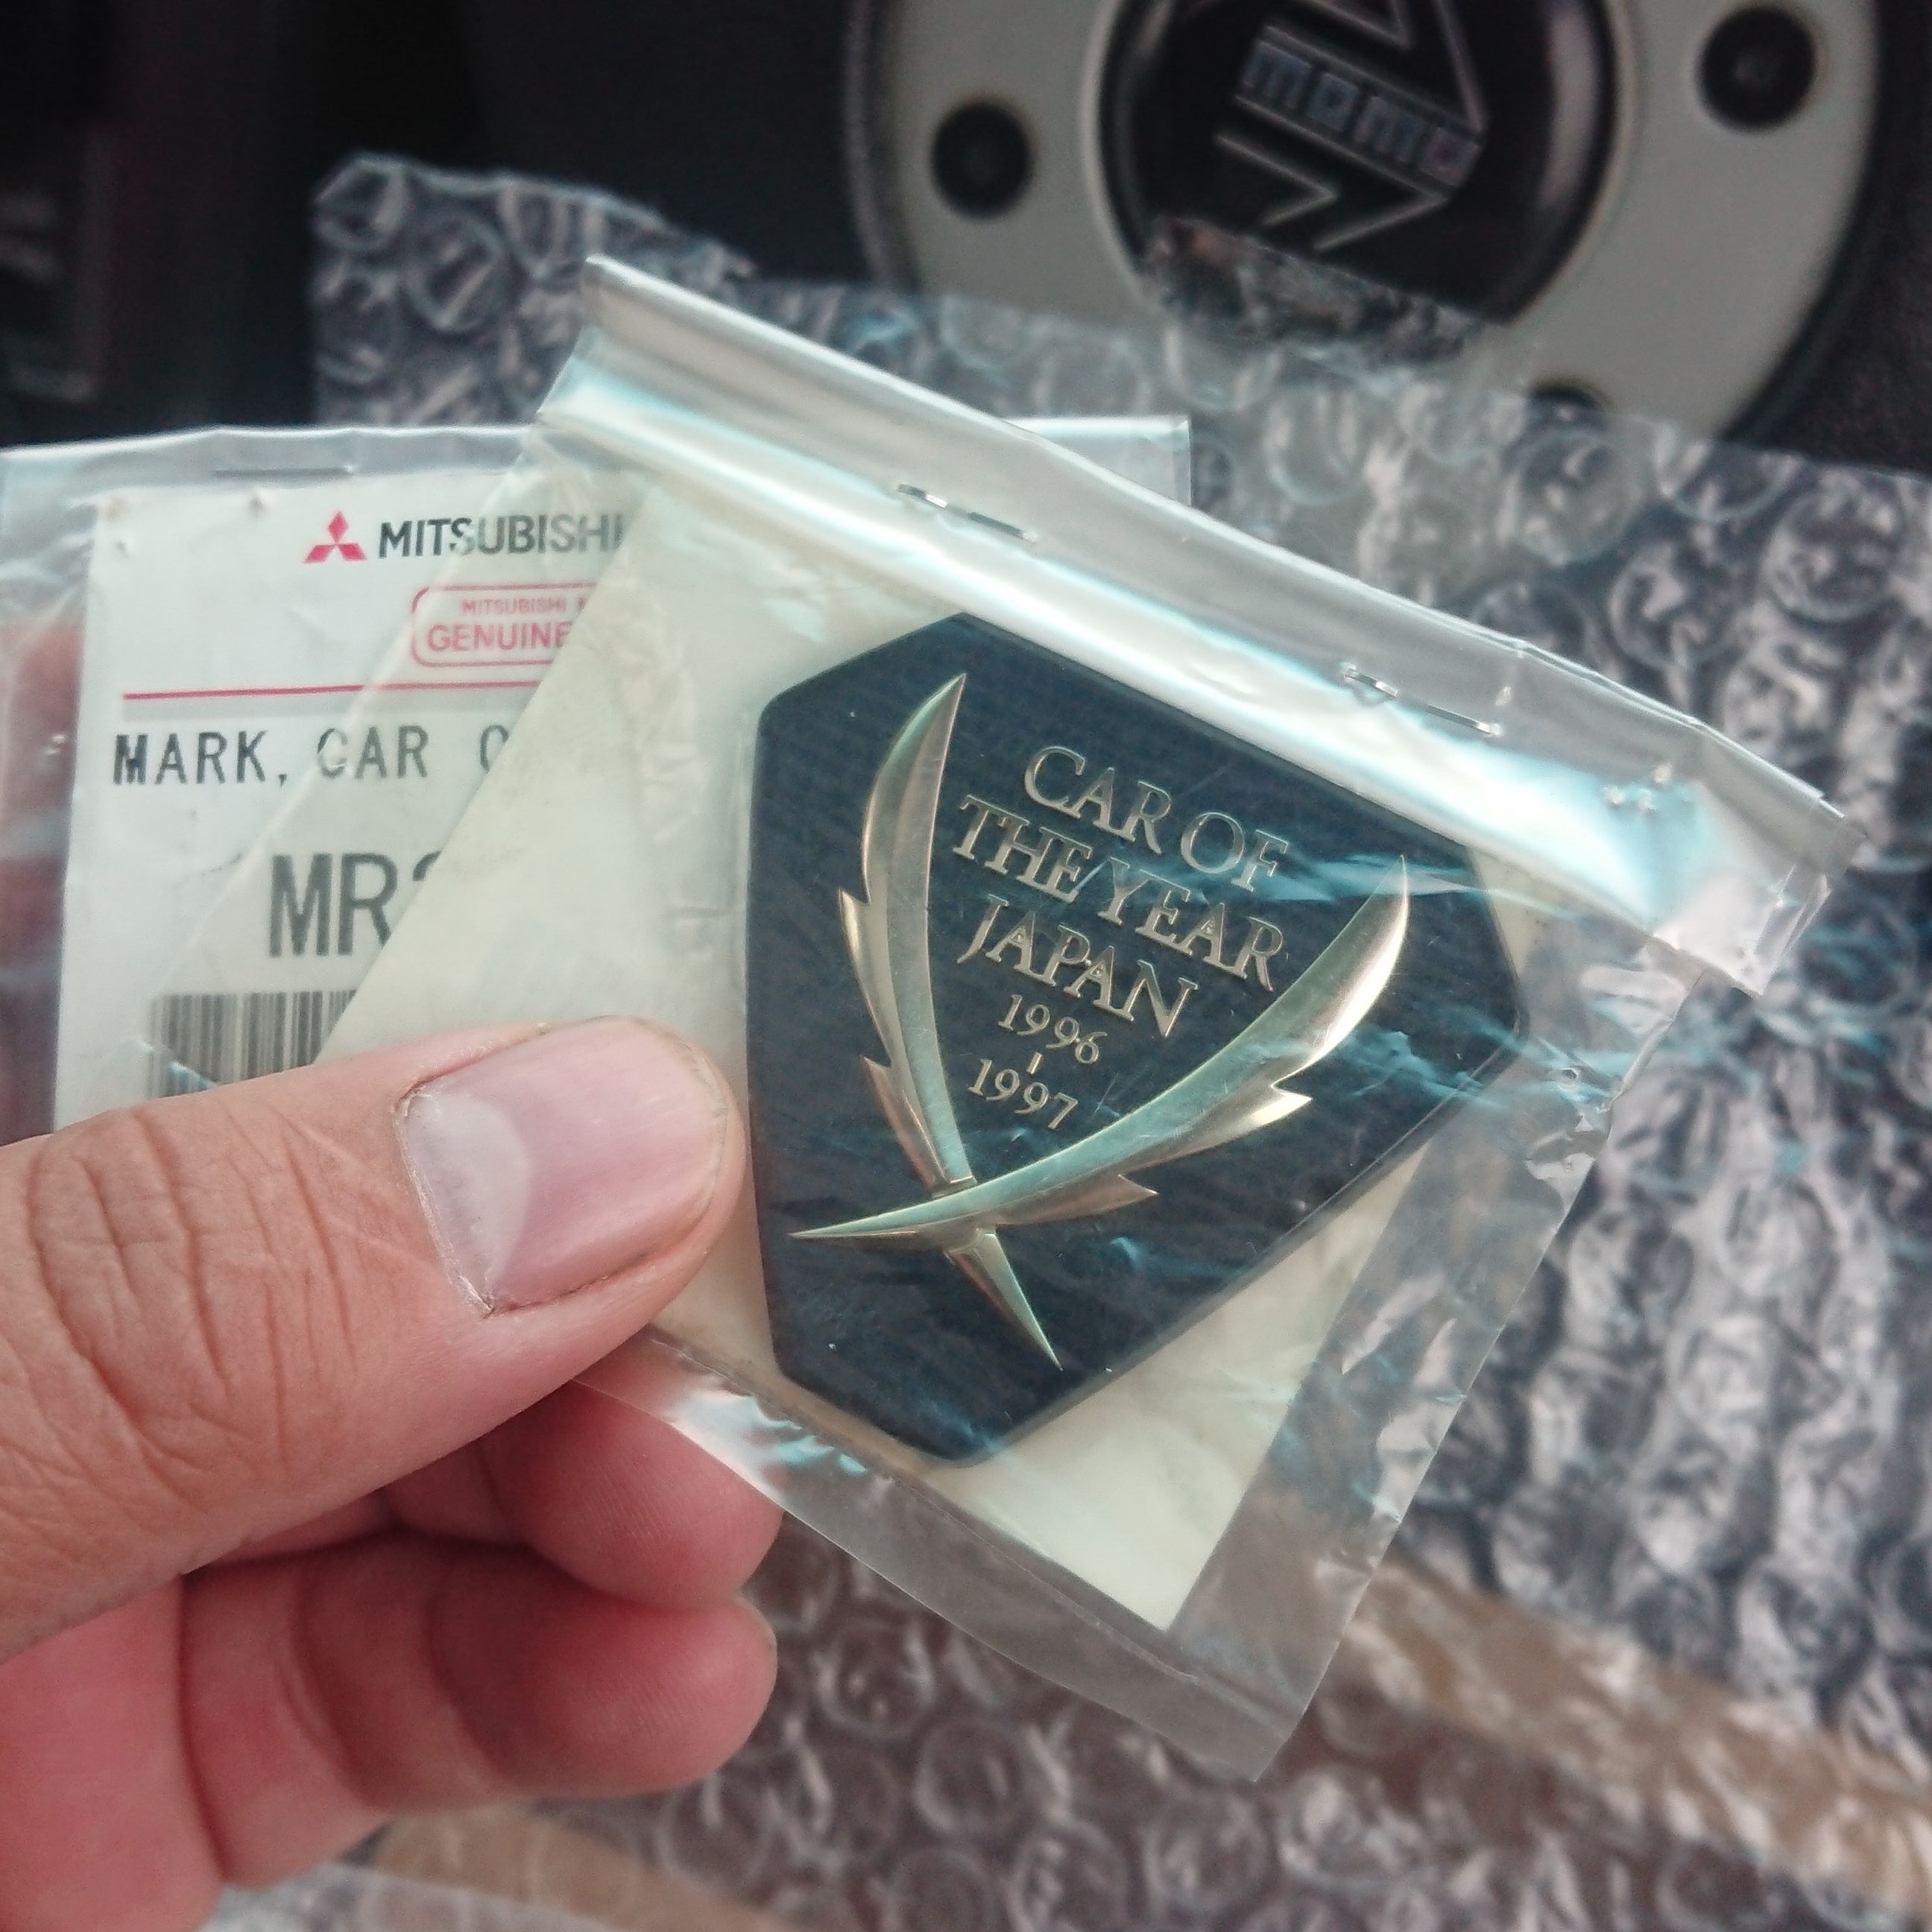 momo
MITSUBISHI
MITSUBISHI
GENUINE
MARK, CAR
MR
CAR OF
THE YEAR
JAPAN
1996
-
1997